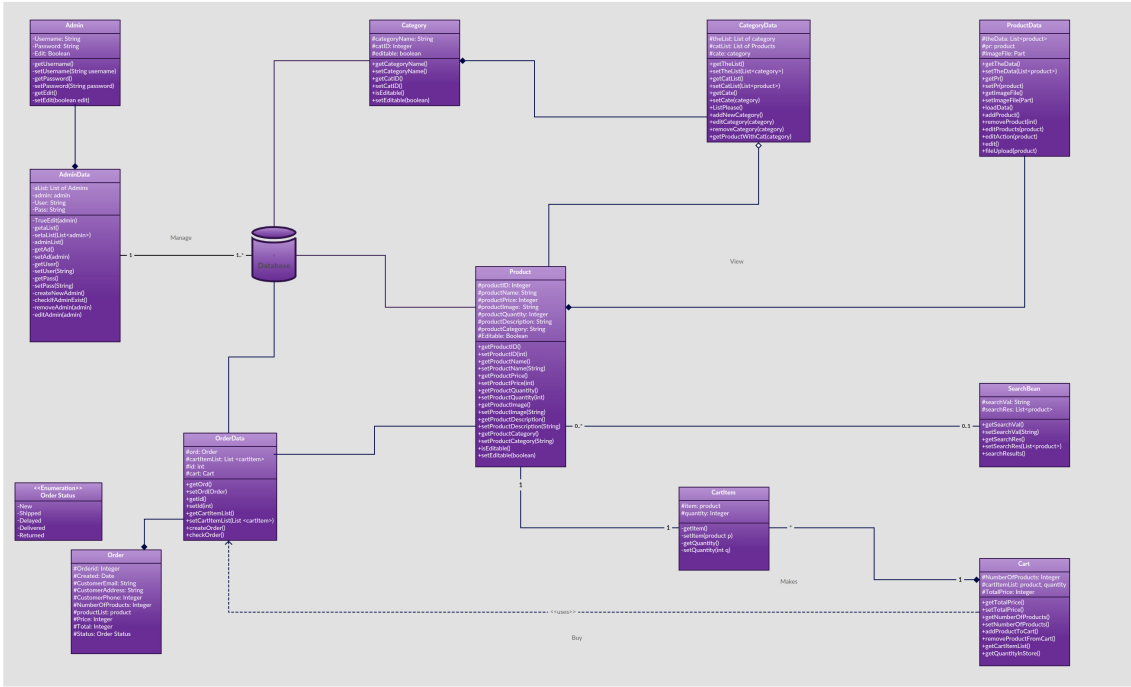 Admin
-Username: String
-Password: String
-Edit: Boolean
-getUsername()
-setUsername(String username)
-getPassword()
-setPassword(String password)
-getEdit()
-setEdit(boolean edit)
Category
#categoryName: String
#catID: Integer
#editable: boolean
+getCategoryName()
+setCategoryName()
+getCatID()
+setCatID()
+isEditable()
+setEditable(boolean)
CategoryData
#theList: List of category
#catList: List of Products
#cate: category
+getTheList()
+setTheList(List<category>)
+getCatList()
+setCatList(List<product>)
+getCate()
+setCate(category)
+ListPlease()
+addNewCategory()
+editCategory(category)
+removeCategory(category)
+getProductWithCat(category)
ProductData
#theData: List<product>
#pr: product
#imageFile: Part
+getTheData()
+setTheData(List<product>)
+getPr()
+setPr(product)
+getImageFile()
+setImageFile(Part)
+loadData()
+addProduct()
+removeProduct(int)
+editProducts(product)
+editAction(product)
+edit()
+fileUpload(product)
AdminData
-aList: List of Admins
-admin: admin
-User: String
-Pass: String
-TrueEdit(admin)
-getaList()
-setaList(List<admin>)
-adminList()
-getAd()
-setAd(admin)
-getUser()
-setUser(String)
-getPass()
-setPass(String)
-createNewAdmin()
-checkIfAdminExist()
-removeAdmin(admin)
-editAdmin(admin)
Manage
1
1..*
Database
View
Product
#productID: Integer
#productName: String
#productPrice: Integer
#productImage: String
#productQuantity: Integer
#productDescription: String
#productCategory: String
#Editable: Boolean
+getProductID()
+setProductID(int)
+getProductName()
+setProductName(String)
+getProductPrice()
+setProductPrice(int)
+getProductQuantity()
+setProductQuantity(int)
+getProductImage()
+setProductImage(String)
+getProductDescription()
+setProductDescription(String)
+getProductCategory()
+setProductCategory(String)
+isEditable()
+setEditable(boolean)
0..*
0..1
SearchBean
#searchVal: String
#searchRes: List<product>
+getSearchVal()
+setSearchVal(String)
+getSearchRes()
+setSearchRes(List<product>)
+searchResults()
OrderData
#ord: Order
#cartItemList: List <cartItem>
#id: int
#cart: Cart
+getOrd()
+setOrd(Order)
+getId()
+setId(int)
+getCartItemList()
+setCartItemList(List <cartItem>)
+createOrder()
+checkOrder()
<<Enumeration>>
Order Status
-New
-Shipped
-Delayed
-Delivered
-Returned
1
1
CartItem
#item: product
#quantity: Integer
-getItem()
-setItem(product p)
-getQuantity()
-setQuantity(int q)
*
1
Order
#Orderid: Integer
#Created: Date
#CustomerEmail: String
#CustomerAddress: String
#CustomerPhone: Integer
#NumberOfProducts: Integer
#productList: product
#Price: Integer
#Total: Integer
#Status: Order Status
Makes
Cart
#NumberOfProducts: Integer
#cartItemList: product, quantity
#TotalPrice: Integer
+getTotalPrice()
+setTotalPrice()
+getNumberOfProducts()
+setNumberOfProducts()
+addProductToCart()
+removeProductFromCart()
+getCartItemList()
+getQuantityInStore()
<<uses>>
Buy